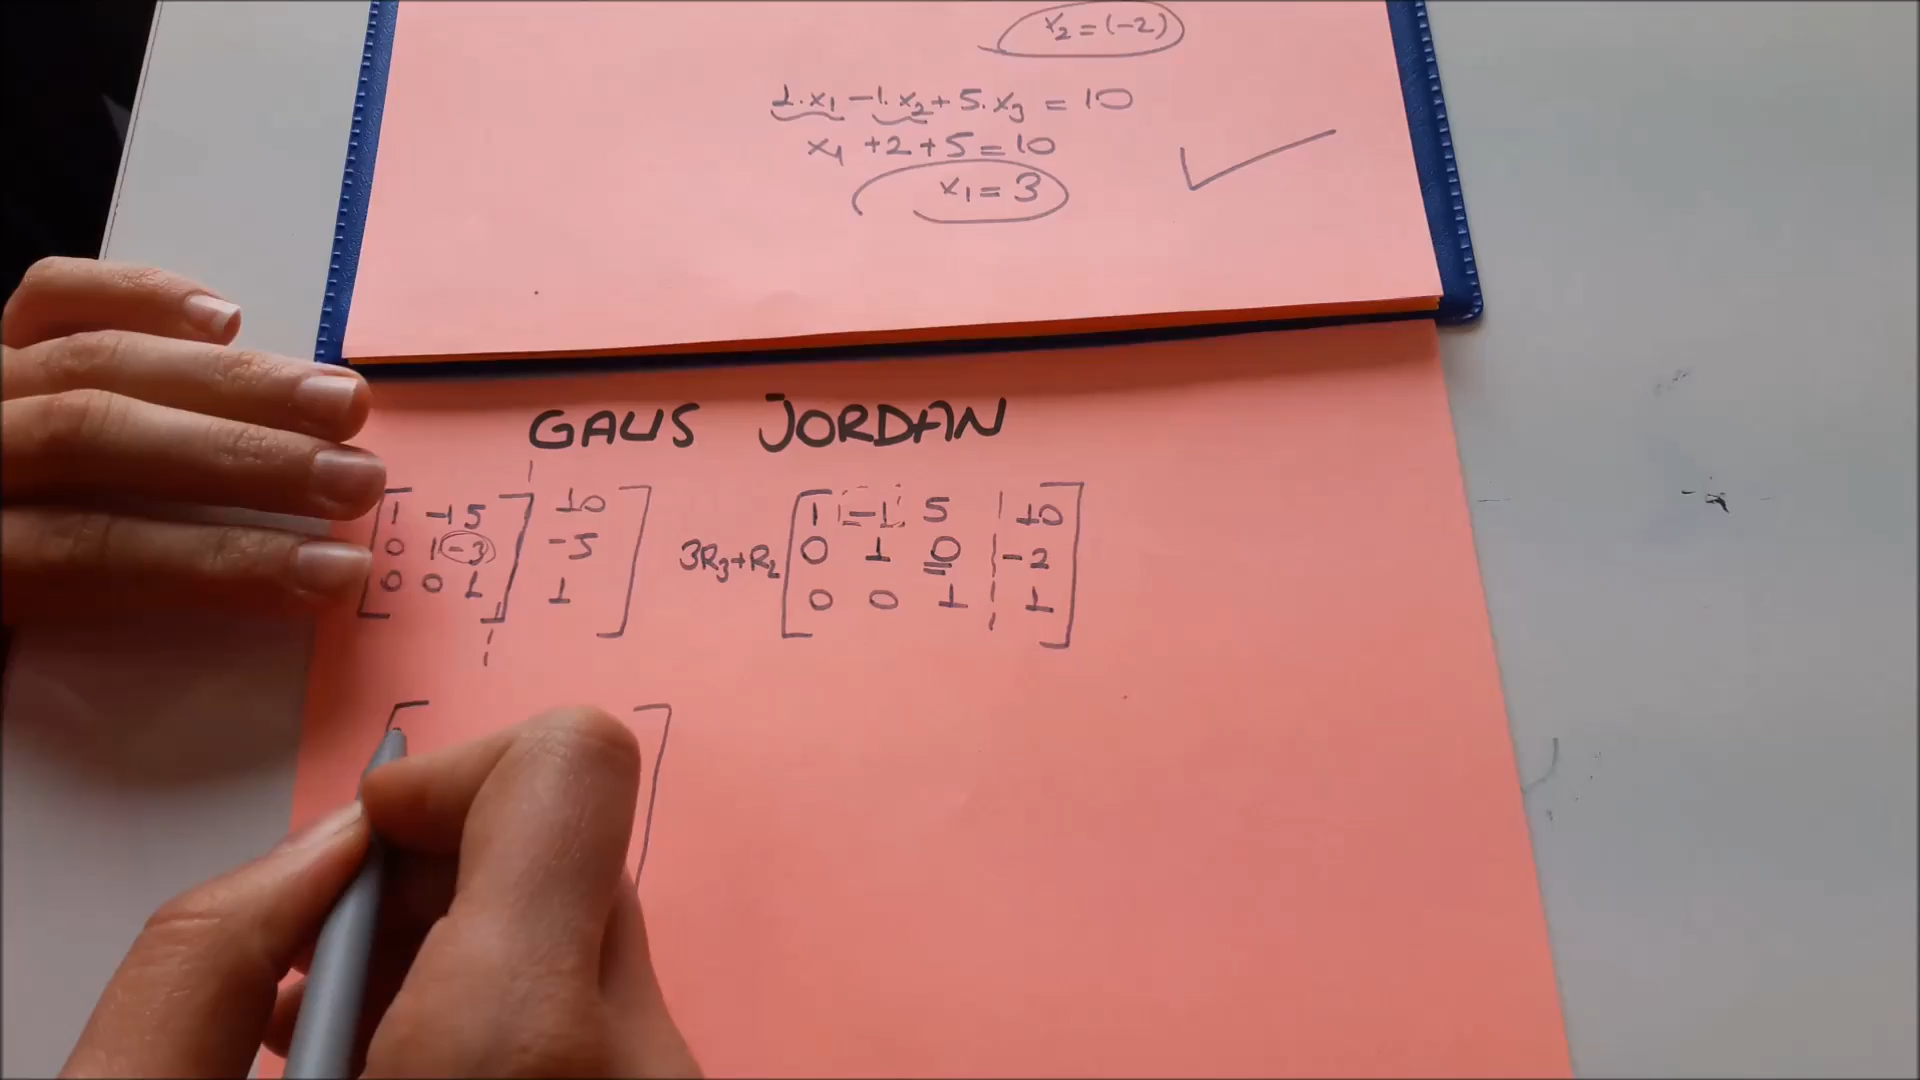 x₂ = (-2)
1.x₁ -1.x₂ + 5.x₃ = 10
x₁ +2 +5 = 10
x₁ = 3
GAUS JORDAN
1 -1 5 10
0 1 -3 -5
0 0 1 1
1 -1 5 10
3R₃+R₂ 0 1 0 -2
0 0 1 1